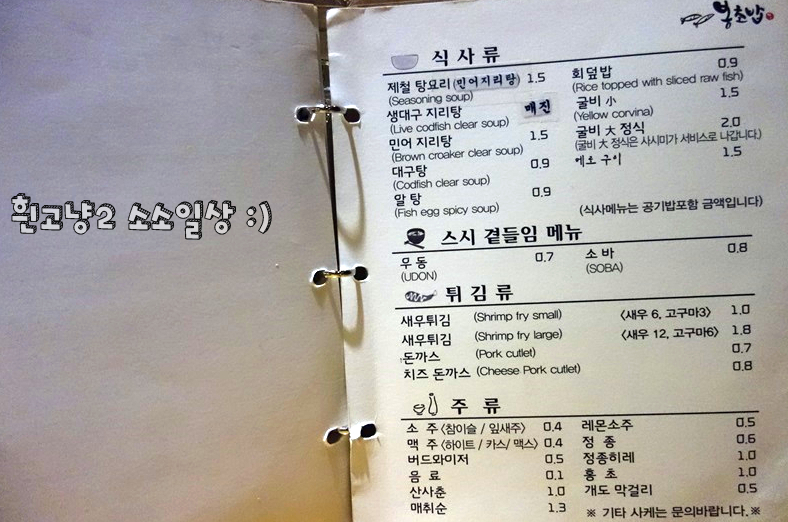 봉초밥
흰고냥2 소소일상 :)
식 사 류
제철 탕요리 (민어지리탕) 1.5
(Seasoning soup)
생대구 지리탕 매진
(Live codfish clear soup)
민어 지리탕 1.5
(Brown croaker clear soup)
대구탕 0.9
(Codfish clear soup)
알 탕 0.9
(Fish egg spicy soup)
회덮밥 0.9
(Rice topped with sliced raw fish)
굴비 小 1.5
(Yellow corvina)
굴비 大 정식 2.0
(굴비 大 정식은 사시미가 서비스로 나갑니다.)
메로 구이 1.5
(식사메뉴는 공기밥포함 금액입니다)
스시 곁들임 메뉴
우 동 0.7
(UDON)
소 바 0.8
(SOBA)
튀 김 류
새우튀김 (Shrimp fry small) 〈새우 6, 고구마3〉 1.0
새우튀김 (Shrimp fry large) 〈새우 12, 고구마6〉 1.8
돈까스 (Pork cutlet) 0.7
치즈 돈까스 (Cheese Pork cutlet) 0.8
주 류
소 주 〈참이슬 / 잎새주〉 0.4
맥 주 〈하이트 / 카스/ 맥스〉 0.4
버드와이저 0.5
음 료 0.1
산사춘 1.0
매취순 1.3
레몬소주 0.5
정 종 0.6
정종히레 1.0
홍 초 1.0
개도 막걸리 0.5
※ 기타 사케는 문의바랍니다.※